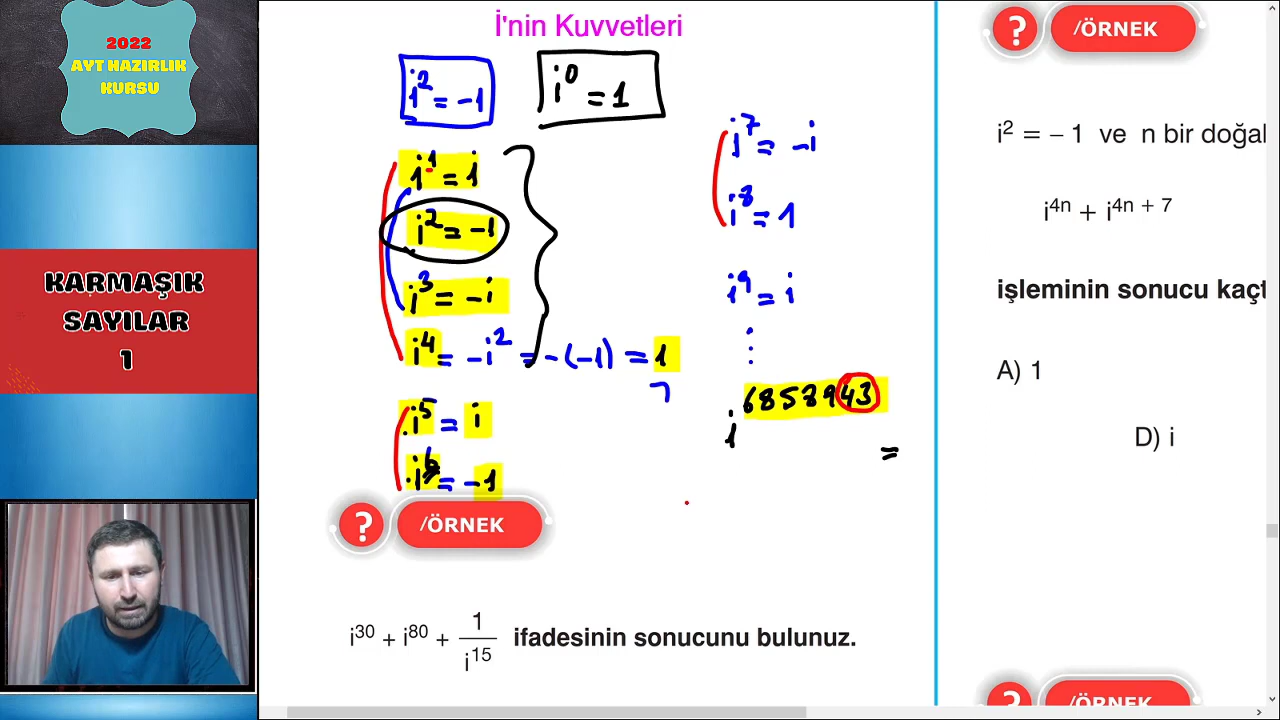 2022
AYT HAZIRLIK
KURSU
KARMAŞIK
SAYILAR
1
İ'nin Kuvvetleri
i² = -1
i⁰ = 1
i¹ = i
i² = -1
i³ = -i
i⁴ = -i² = -(-1) = 1
i⁵ = i
i⁶ = -1
i⁷ = -i
i⁸ = 1
i⁹ = i
⋮
i⁶⁸⁵⁷⁹⁴³ =
? /ÖRNEK
i³⁰ + i⁸⁰ + 1/i¹⁵ ifadesinin sonucunu bulunuz.
? /ÖRNEK
i² = – 1 ve n bir doğal
i⁴ⁿ + i⁴ⁿ ⁺ ⁷
işleminin sonucu kaçt
A) 1
D) i
? /ÖRNEK